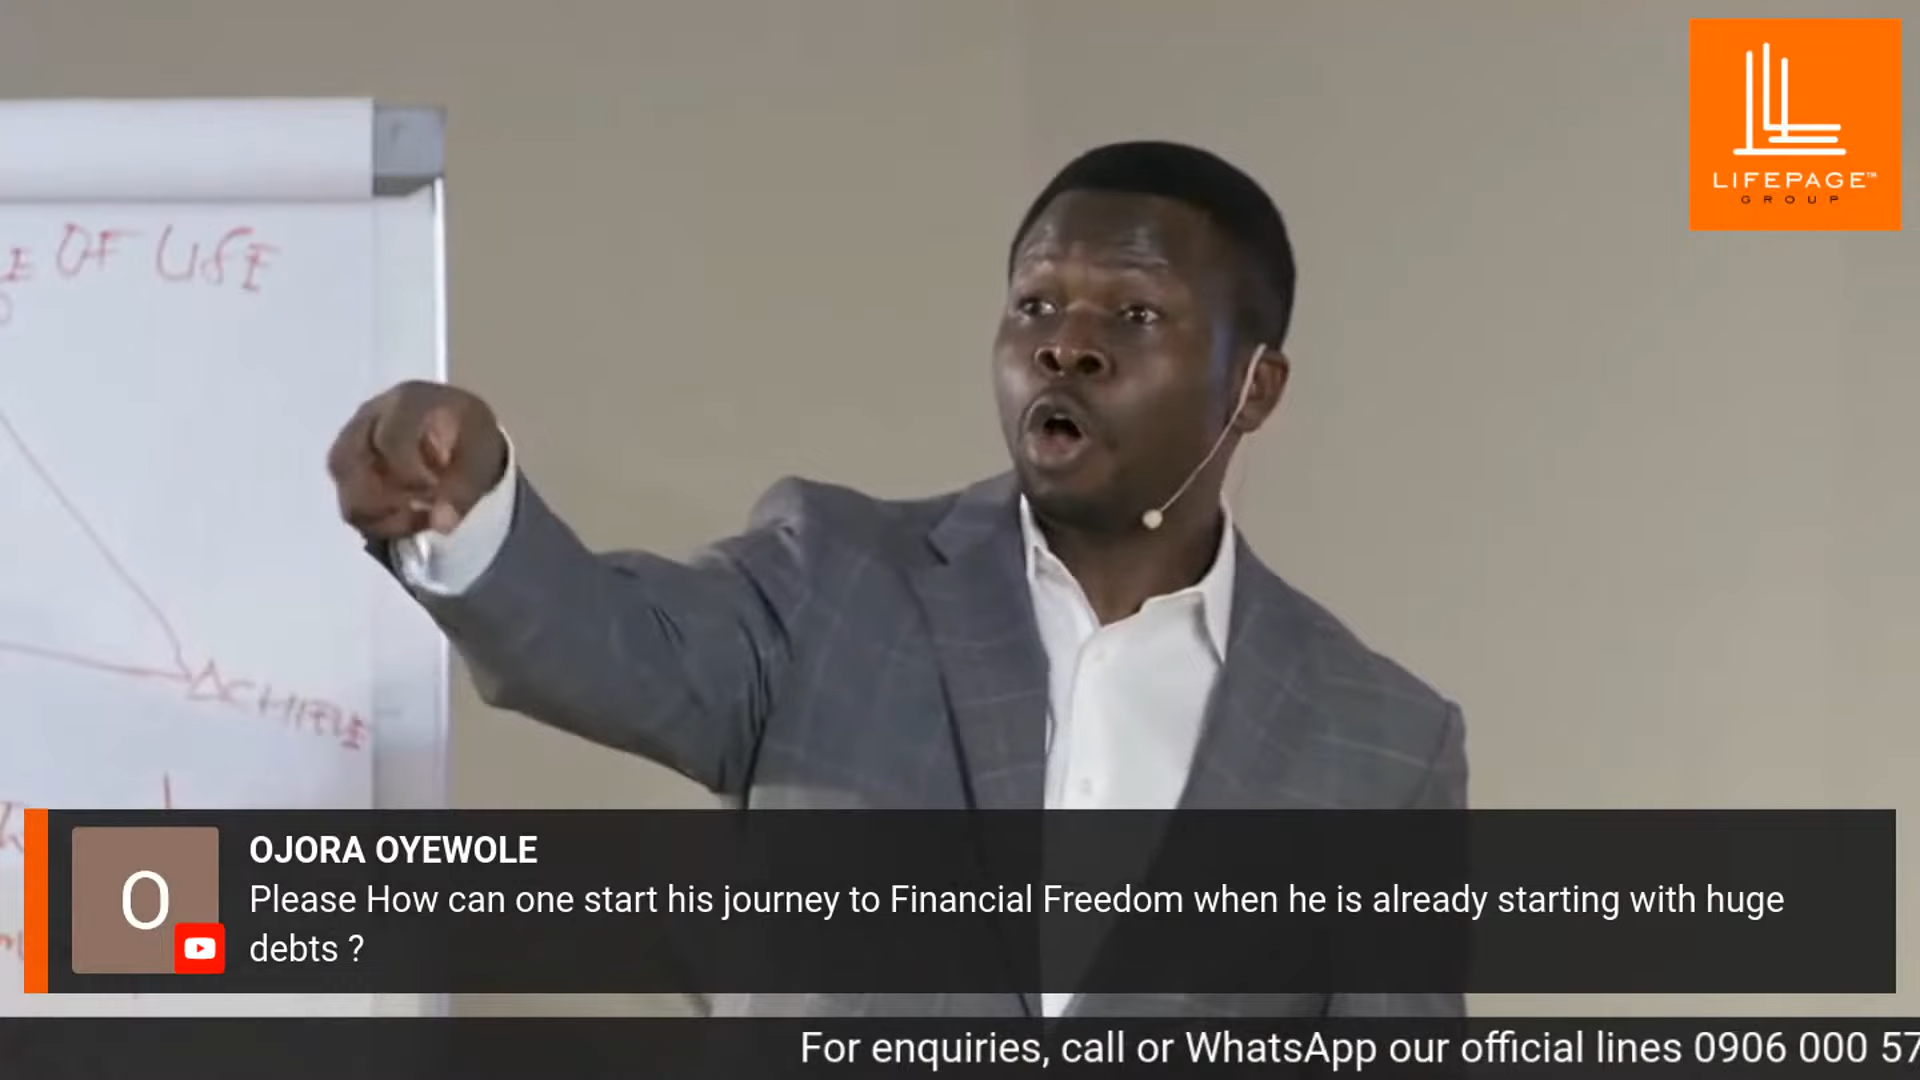 LIFEPAGE™
GROUP
OF LIFE
ACHIEVE
OJORA OYEWOLE
O
Please How can one start his journey to Financial Freedom when he is already starting with huge
debts ?
For enquiries, call or WhatsApp our official lines 0906 000 57